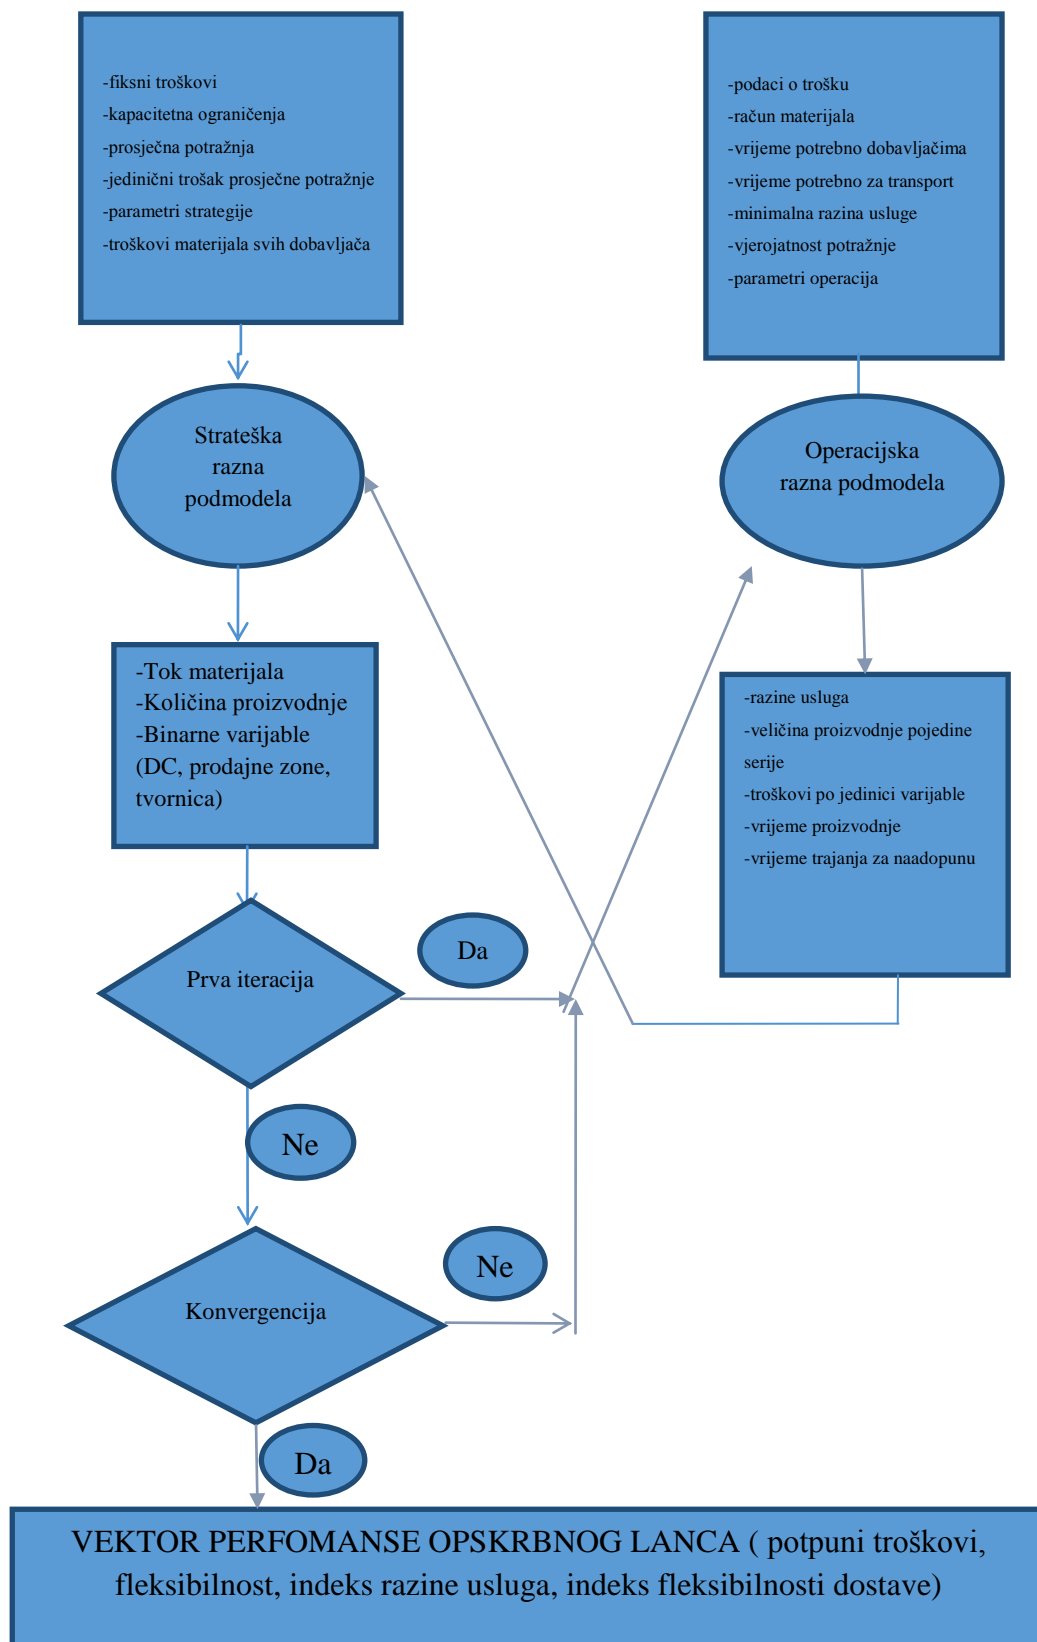 -fiksni troškovi
-kapacitetna ograničenja
-prosječna potražnja
-jedinični trošak prosječne potražnje
-parametri strategije
-troškovi materijala svih dobavljača
-podaci o trošku
-račun materijala
-vrijeme potrebno dobavljačima
-vrijeme potrebno za transport
-minimalna razina usluge
-vjerojatnost potražnje
-parametri operacija
Strateška
razna
podmodela
Operacijska
razna podmodela
-Tok materijala
-Količina proizvodnje
-Binarne varijable
(DC, prodajne zone,
tvornica)
-razine usluga
-veličina proizvodnje pojedine
serije
-troškovi po jedinici varijable
-vrijeme proizvodnje
-vrijeme trajanja za naadopunu
Da
Prva iteracija
Ne
Ne
Konvergencija
Da
VEKTOR PERFOMANSE OPSKRBNOG LANCA ( potpuni troškovi,
fleksibilnost, indeks razine usluga, indeks fleksibilnosti dostave)